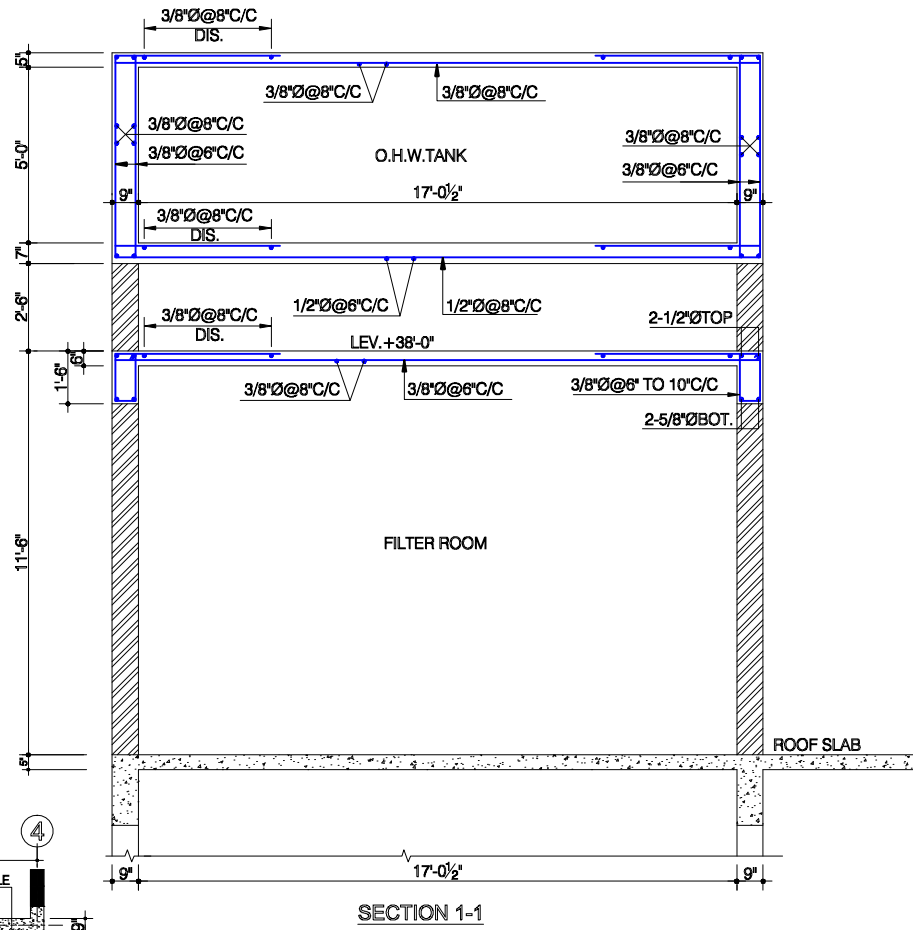 3/8"Ø@8"C/C
DIS.
5"
3/8"Ø@8"C/C
3/8"Ø@8"C/C
3/8"Ø@8"C/C
3/8"Ø@8"C/C
5'-0"
O.H.W.TANK
3/8"Ø@6"C/C
3/8"Ø@6"C/C
9"
17'-0½"
9"
3/8"Ø@8"C/C
DIS.
7"
2'-6"
1/2"Ø@6"C/C
1/2"Ø@8"C/C
3/8"Ø@8"C/C
DIS.
2-1/2"ØTOP
LEV.+38'-0"
6"
1'-6"
3/8"Ø@8"C/C
3/8"Ø@6"C/C
3/8"Ø@6" TO 10"C/C
2-5/8"ØBOT.
11'-6"
FILTER ROOM
ROOF SLAB
5"
4
9"
17'-0½"
9"
LE
9"
SECTION 1-1